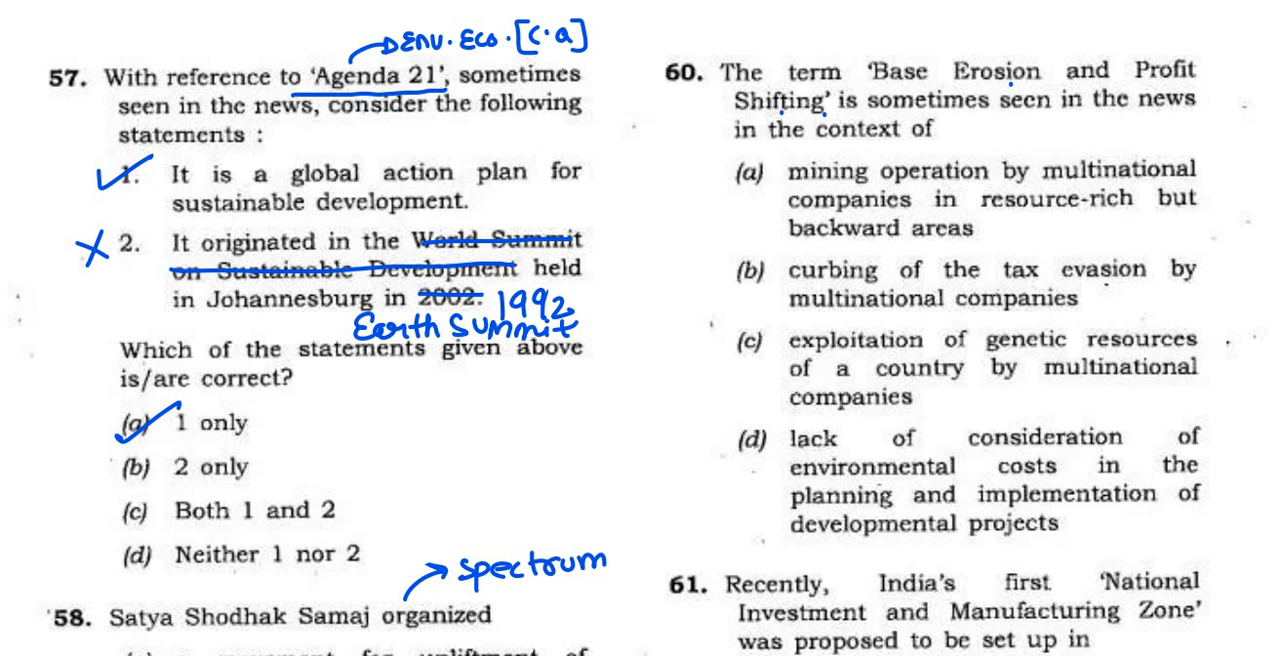 ENV. Eco. [C.a]
57. With reference to 'Agenda 21', sometimes
seen in the news, consider the following
statements :
1. It is a global action plan for
sustainable development.
2. It originated in the World Summit
on Sustainable Development held
in Johannesburg in 2002.
1992
Earth Summit
Which of the statements given above
is/are correct?
(a) 1 only
(b) 2 only
(c) Both 1 and 2
(d) Neither 1 nor 2
Spectrum
58. Satya Shodhak Samaj organized
60. The term 'Base Erosion and Profit
Shifting' is sometimes seen in the news
in the context of
(a) mining operation by multinational
companies in resource-rich but
backward areas
(b) curbing of the tax evasion by
multinational companies
(c) exploitation of genetic resources
of a country by multinational
companies
(d) lack of consideration of
environmental costs in the
planning and implementation of
developmental projects
61. Recently, India's first 'National
Investment and Manufacturing Zone'
was proposed to be set up in